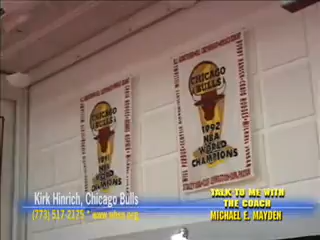 CHICAGO
BULLS
1991
NBA
WORLD
CHAMPIONS
CHICAGO
BULLS
1992
NBA
WORLD
CHAMPIONS
Kirk Hinrich, Chicago Bulls
(773) 517-2175 *
TALK TO ME WITH
THE COACH
MICHAEL E. MAYDEN